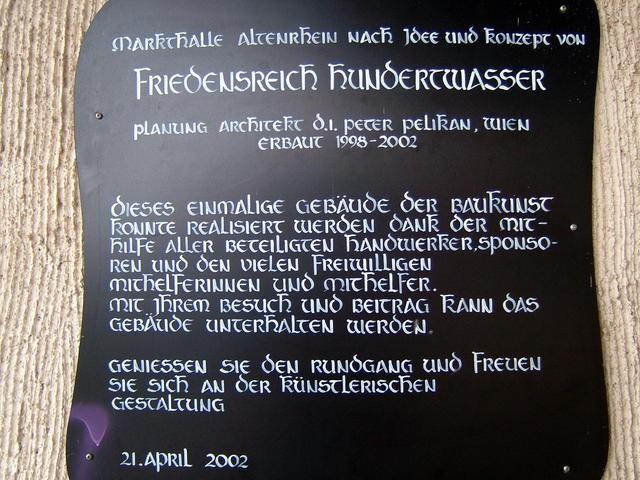 Markthalle Altenrhein nach Idee und Konzept von
Friedensreich Hundertwasser
Planung Architekt D.I. Peter Pelikan, Wien
erbaut 1998-2002
Dieses einmalige Gebäude der Baukunst
konnte realisiert werden dank der Mit-
hilfe aller beteiligten Handwerker, Sponso-
ren und den vielen freiwilligen
Mithelferinnen und Mithelfer.
Mit Ihrem Besuch und Beitrag kann das
Gebäude unterhalten werden.
Geniessen Sie den Rundgang und freuen
Sie sich an der künstlerischen
Gestaltung
21. April 2002